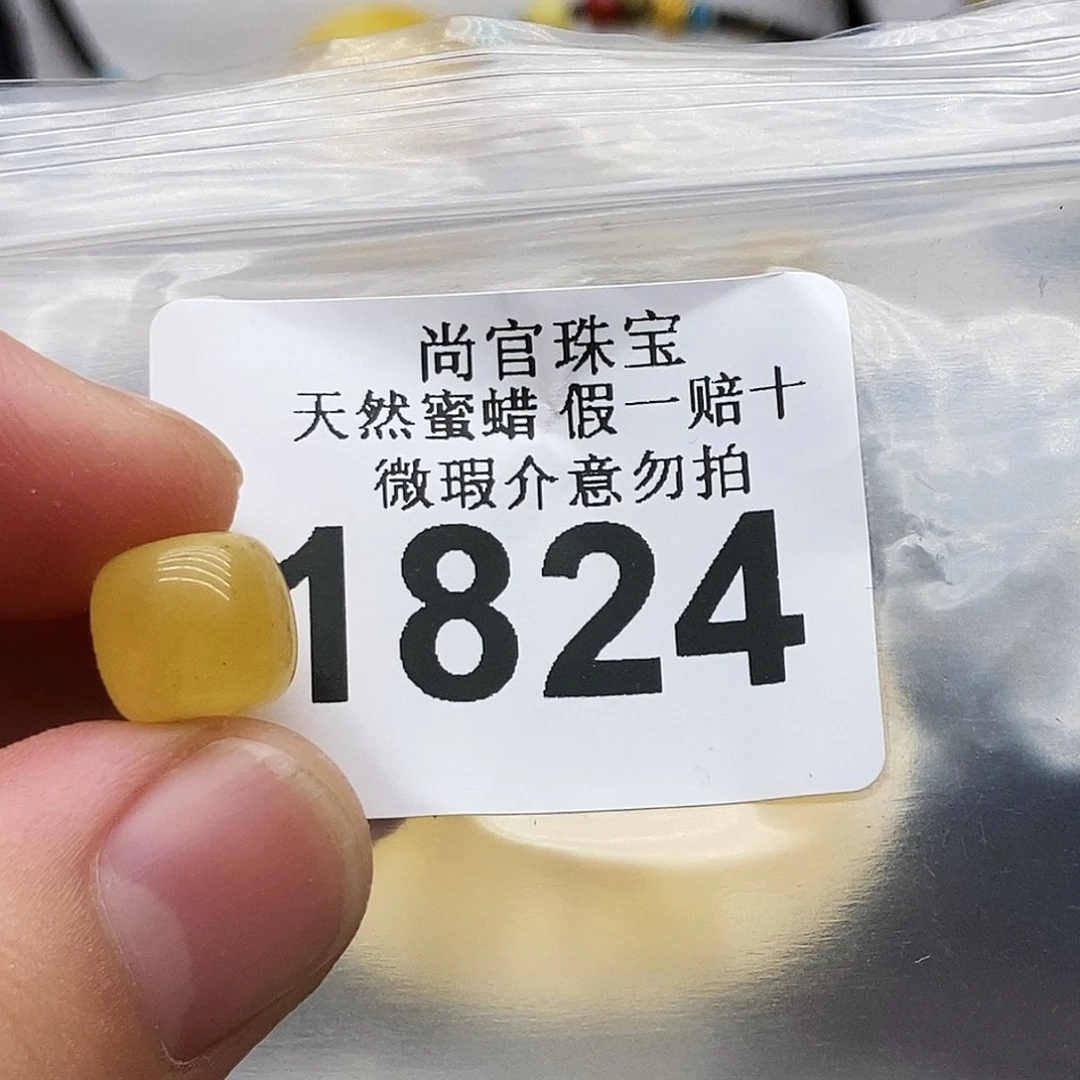 尚官珠宝
天然蜜蜡 假一赔十
微瑕介意勿拍
1824